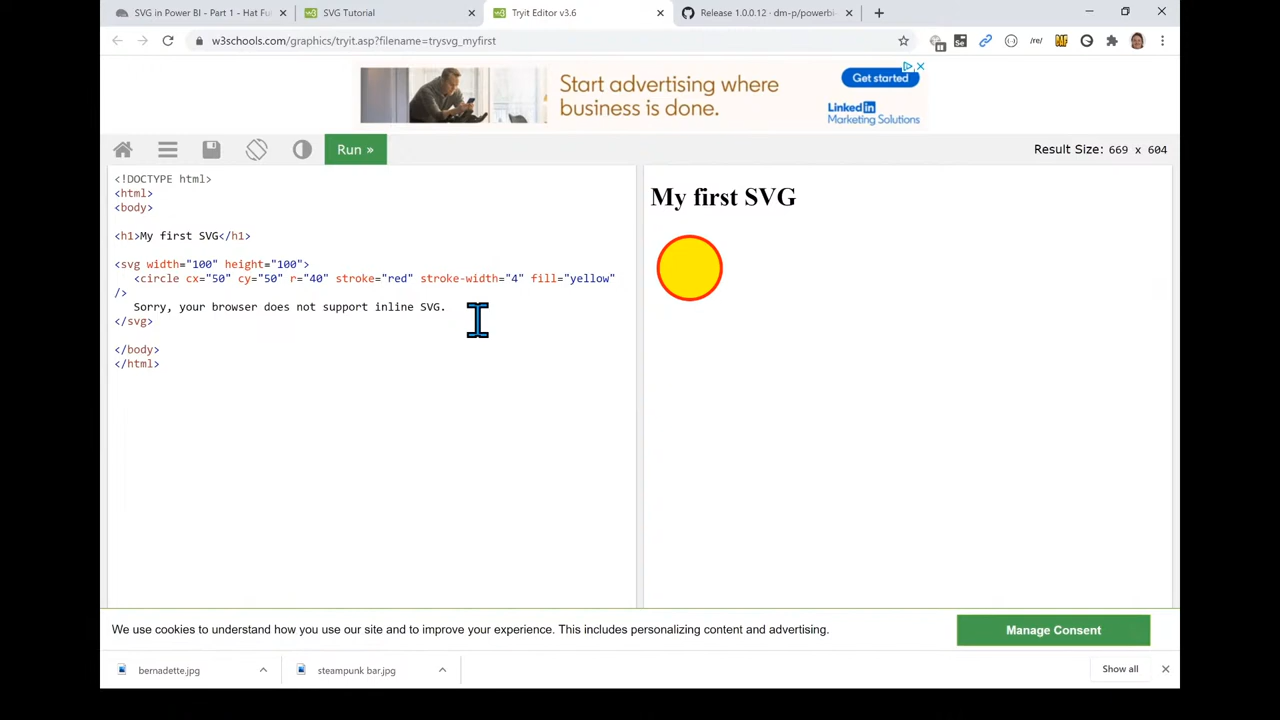 SVG in Power BI - Part 1 - Hat Fu
SVG Tutorial
Tryit Editor v3.6
Release 1.0.0.12 · dm-p/powerbi-
w3schools.com/graphics/tryit.asp?filename=trysvg_myfirst
Start advertising where
business is done.
Get started
LinkedIn
Marketing Solutions
Run »
Result Size: 669 x 604
<!DOCTYPE html>
<html>
<body>
<h1>My first SVG</h1>
<svg width="100" height="100">
<circle cx="50" cy="50" r="40" stroke="red" stroke-width="4" fill="yellow"
/>
Sorry, your browser does not support inline SVG.
</svg>
</body>
</html>
My first SVG
We use cookies to understand how you use our site and to improve your experience. This includes personalizing content and advertising.
Manage Consent
bernadette.jpg
steampunk bar.jpg
Show all